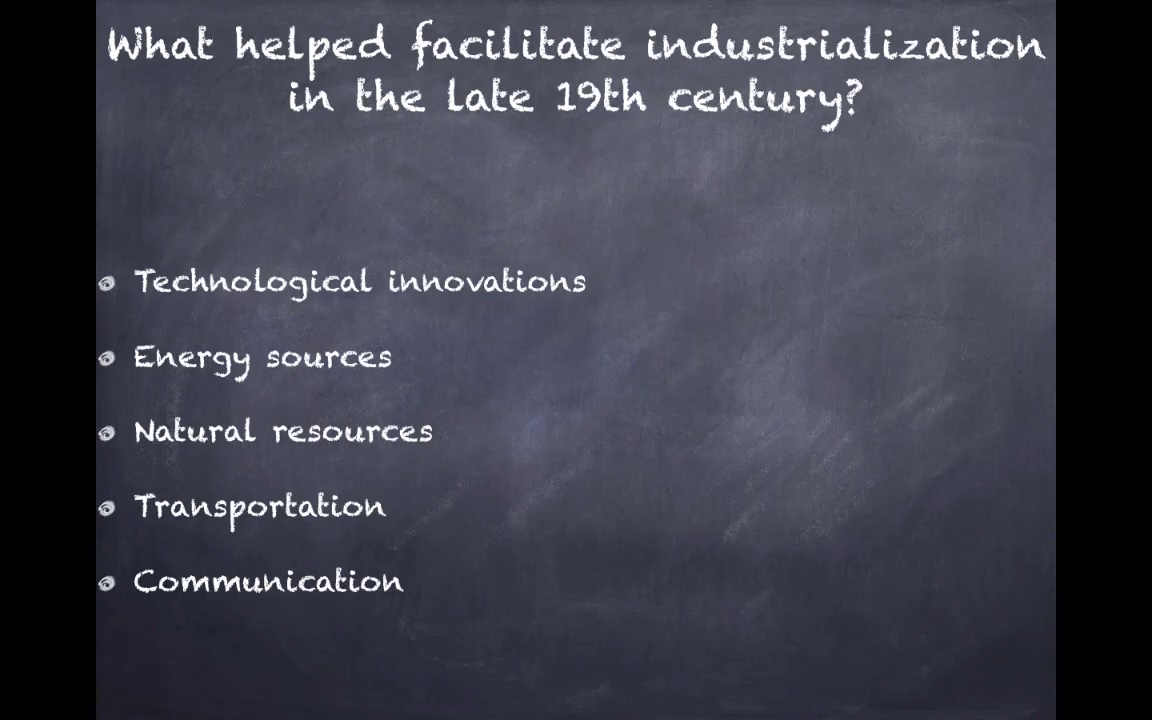 What helped facilitate industrialization
in the late 19th century?
Technological innovations
Energy sources
Natural resources
Transportation
Communication